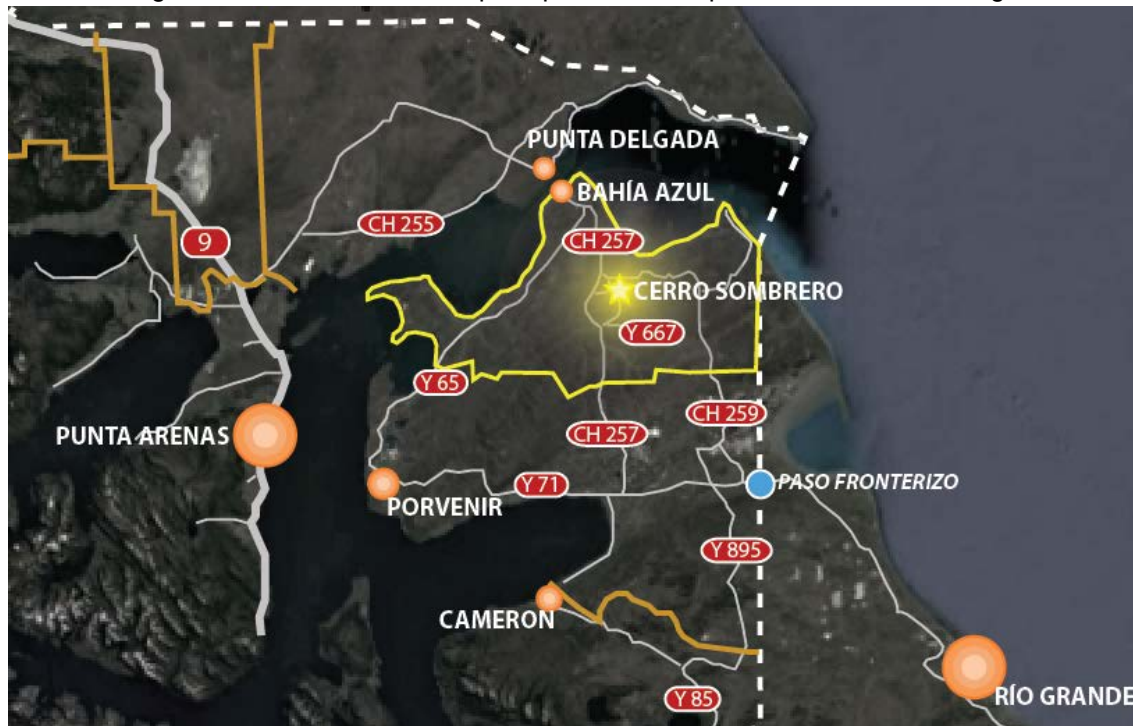 PUNTA DELGADA
BAHÍA AZUL
CH 255
9
CH 257
CERRO SOMBRERO
Y 667
Y 65
CH 259
PUNTA ARENAS
CH 257
Y 71
PASO FRONTERIZO
PORVENIR
Y 895
CAMERON
RÍO GRANDE
Y 85